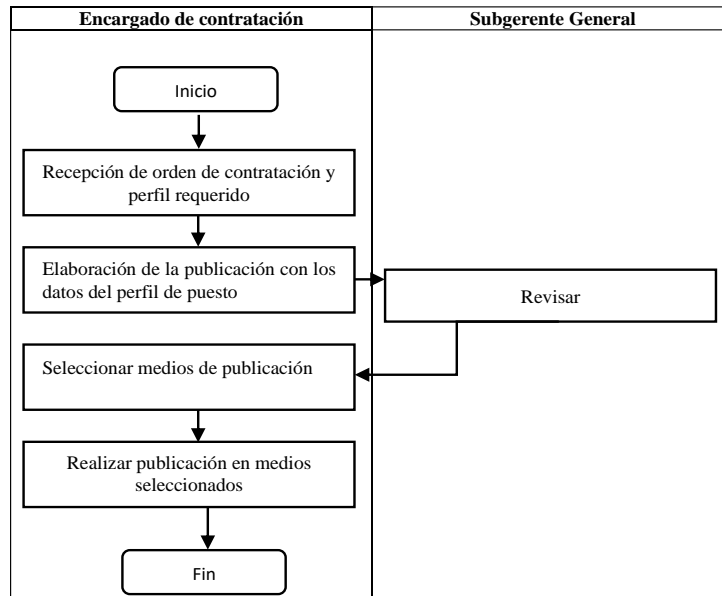 Encargado de contratación
Subgerente General
Inicio
Recepción de orden de contratación y
perfil requerido
Elaboración de la publicación con los
datos del perfil de puesto
Revisar
Seleccionar medios de publicación
Realizar publicación en medios
seleccionados
Fin